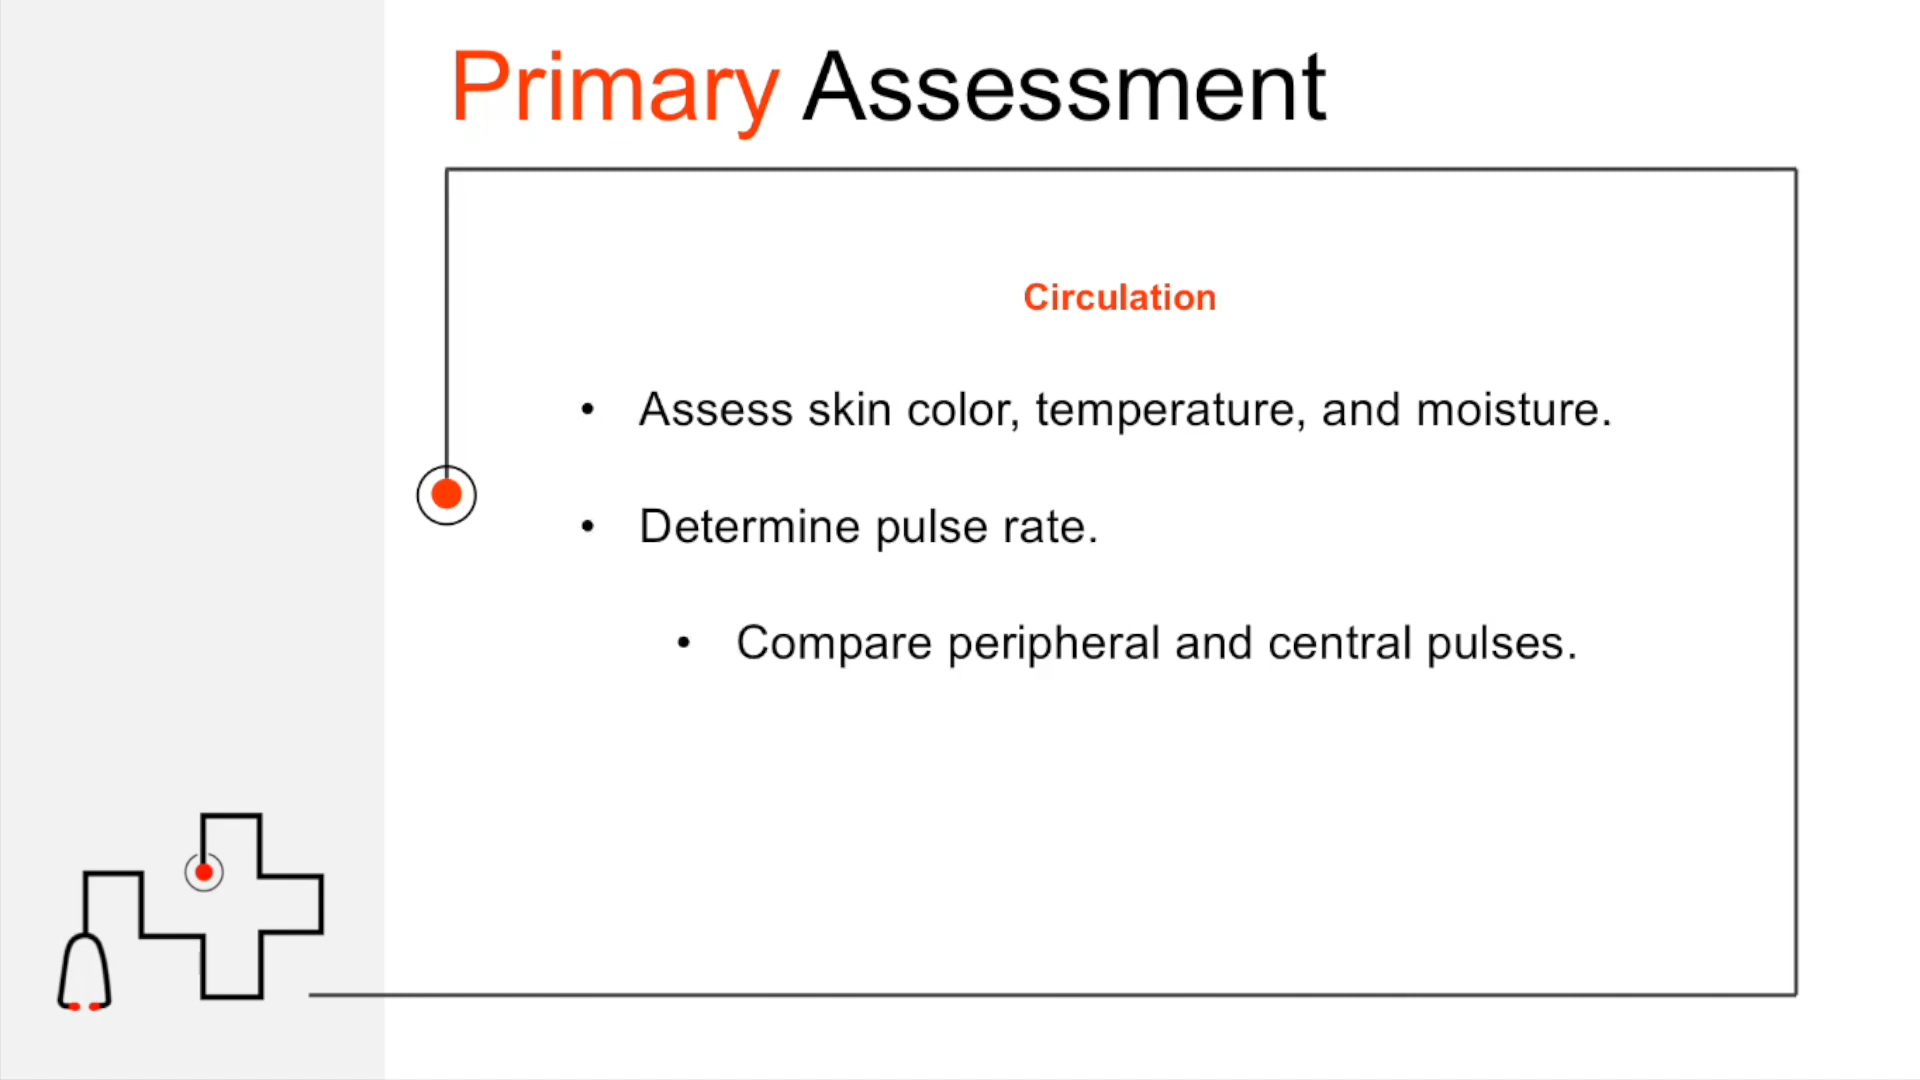 Primary Assessment
Circulation
• Assess skin color, temperature, and moisture.
• Determine pulse rate.
• Compare peripheral and central pulses.